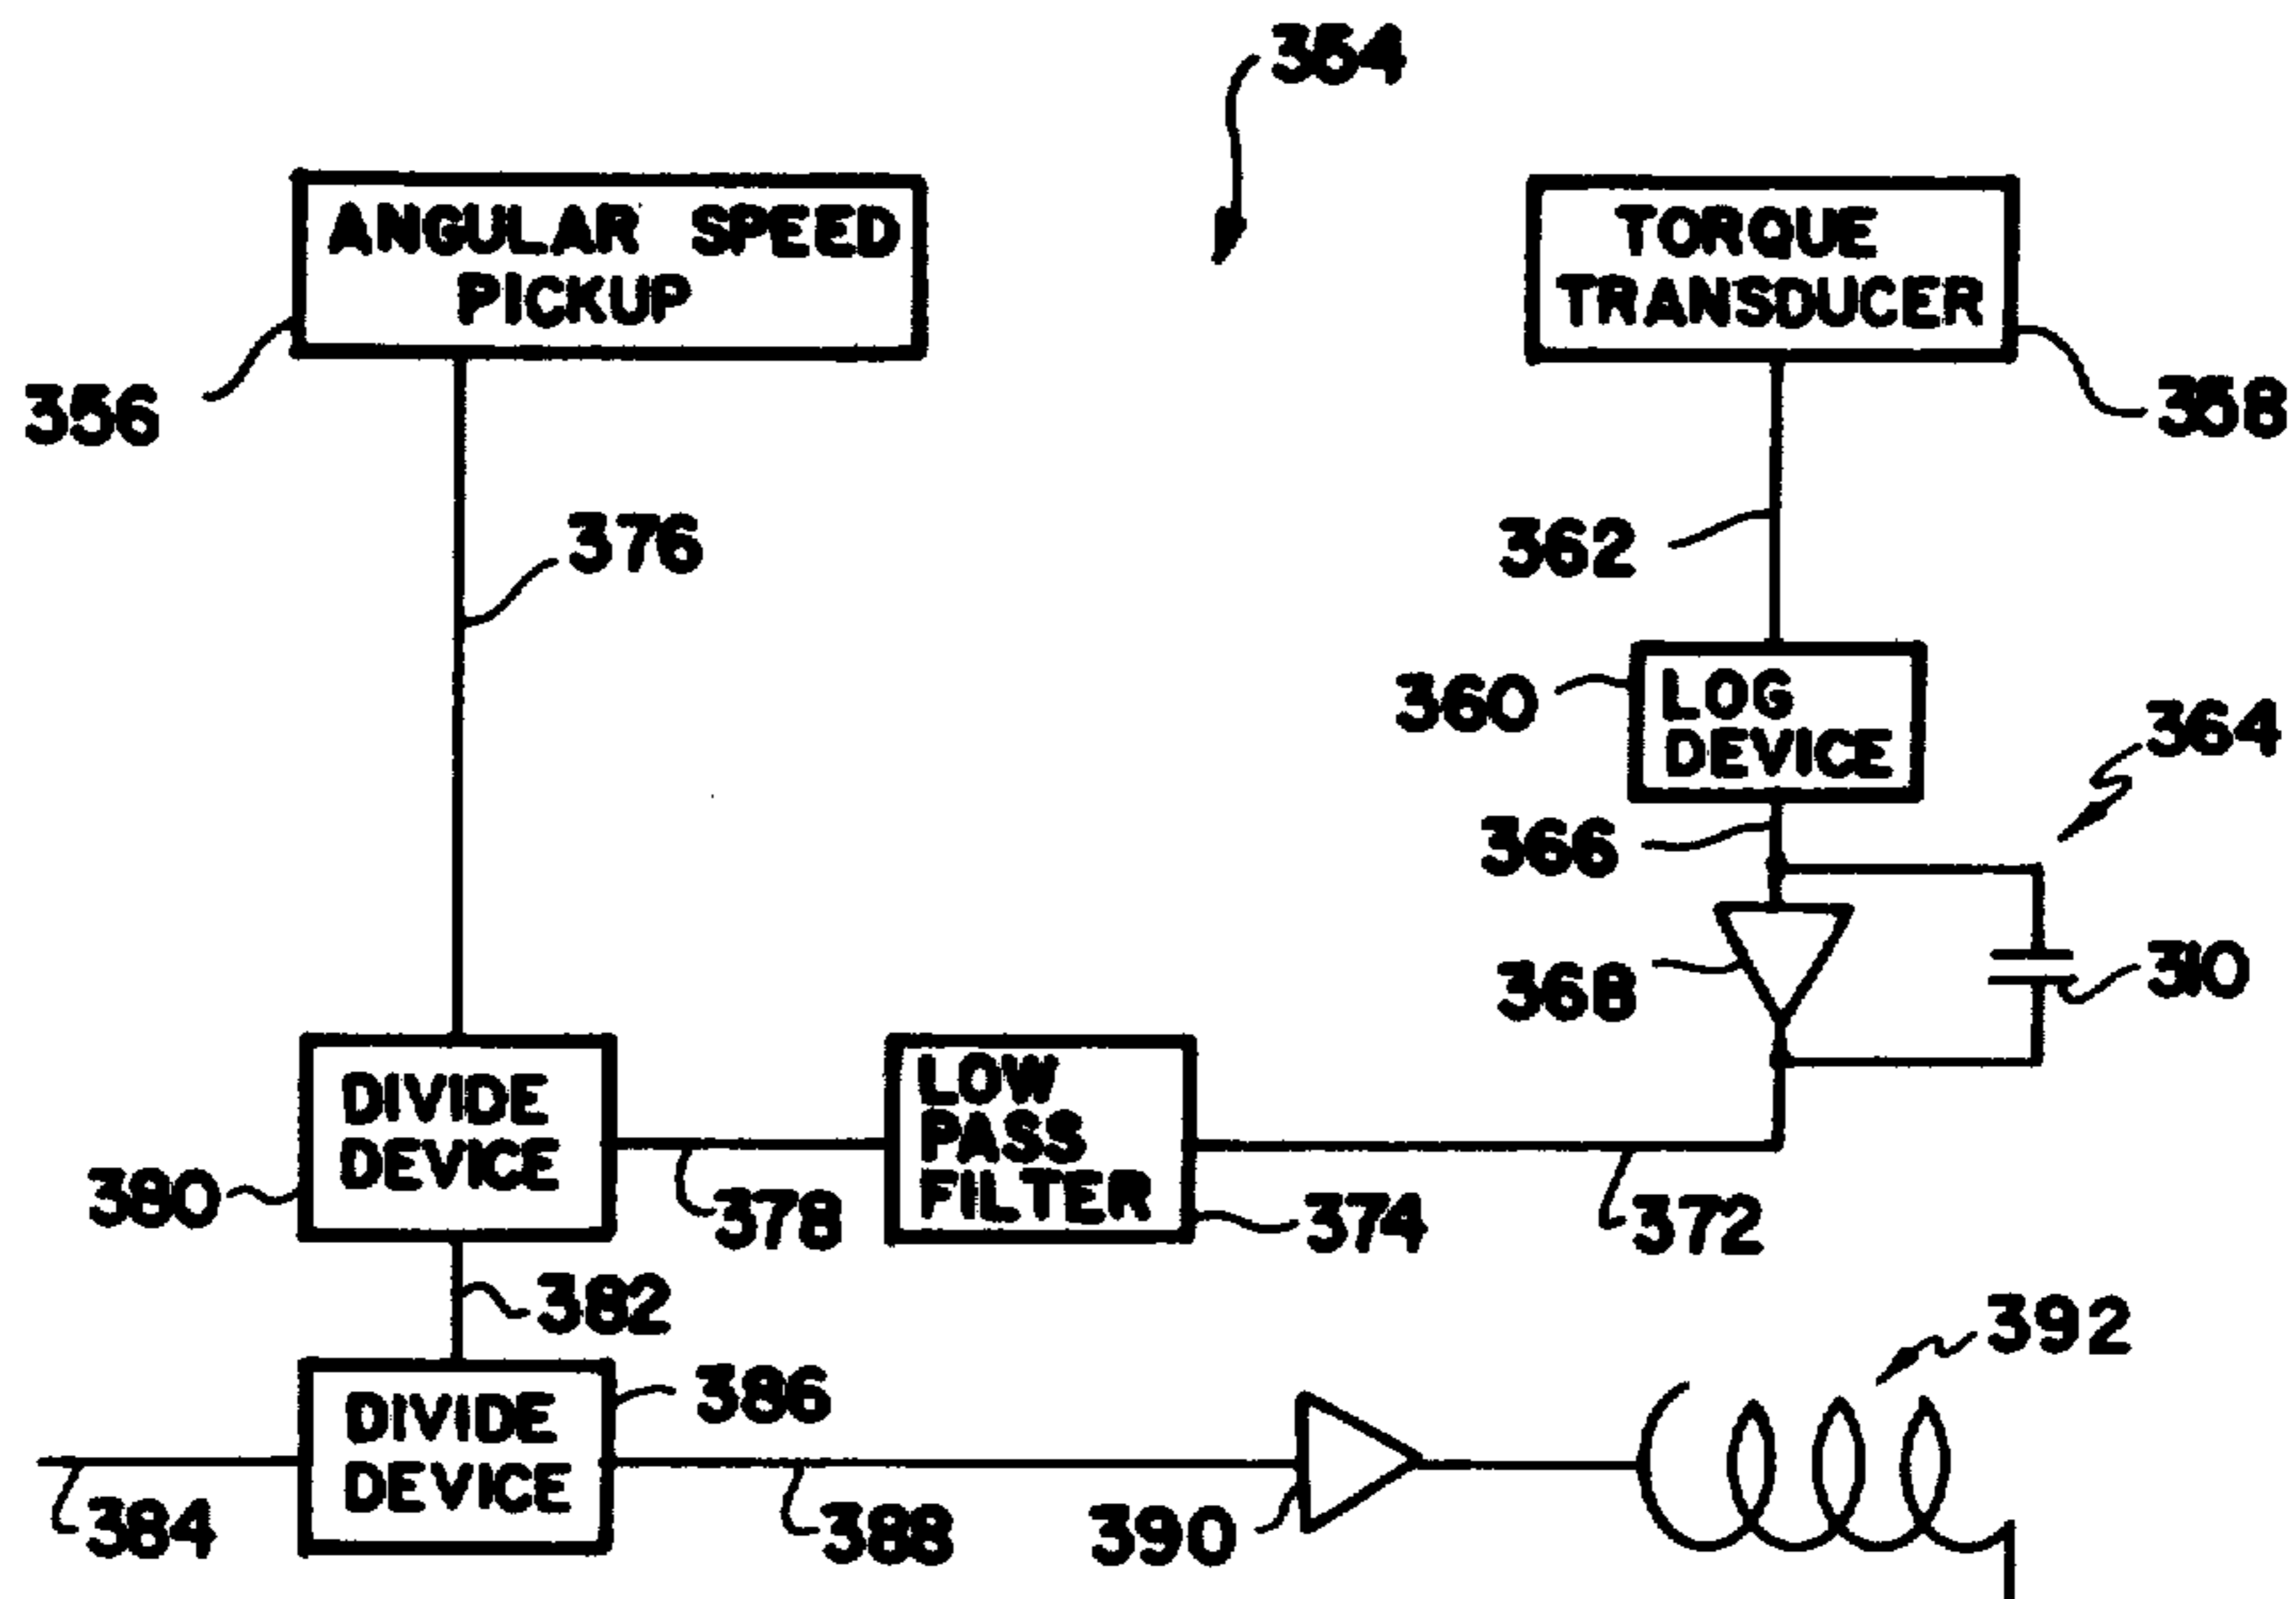 354
ANGULAR SPEED
PICKUP
TORQUE
TRANSDUCER
356
358
376
362
360
LOG
DEVICE
364
366
368
310
DIVIDE
DEVICE
LOW
PASS
FILTER
380
378
374
372
382
392
386
DIVIDE
DEVICE
384
388
390